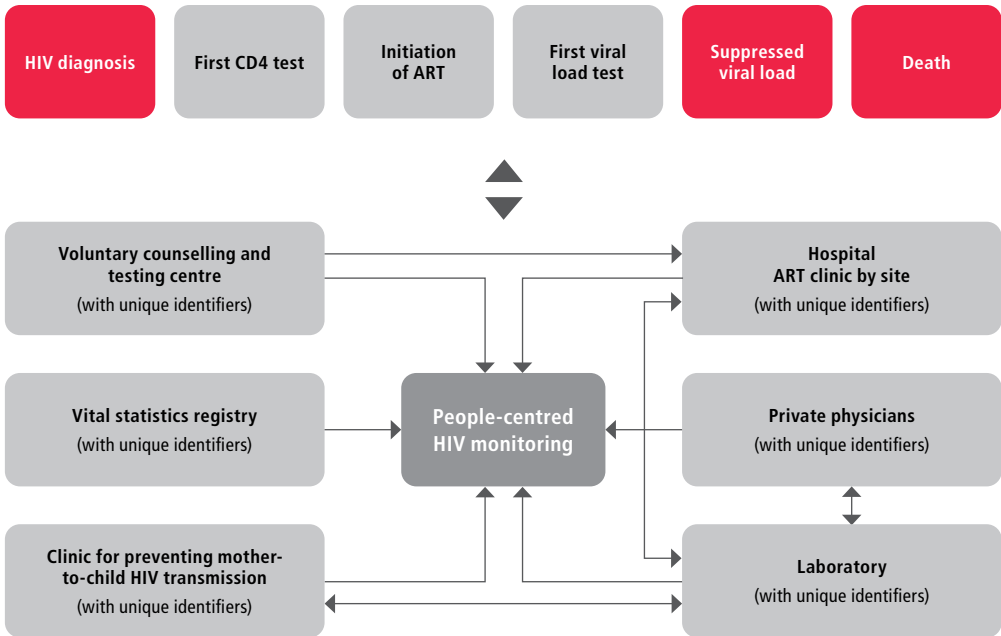 HIV diagnosis
First CD4 test
Initiation
of ART
First viral
load test
Suppressed
viral load
Death
Voluntary counselling and
testing centre
(with unique identifiers)
Hospital
ART clinic by site
(with unique identifiers)
Vital statistics registry
(with unique identifiers)
People-centred
HIV monitoring
Private physicians
(with unique identifiers)
Clinic for preventing mother-
to-child HIV transmission
(with unique identifiers)
Laboratory
(with unique identifiers)